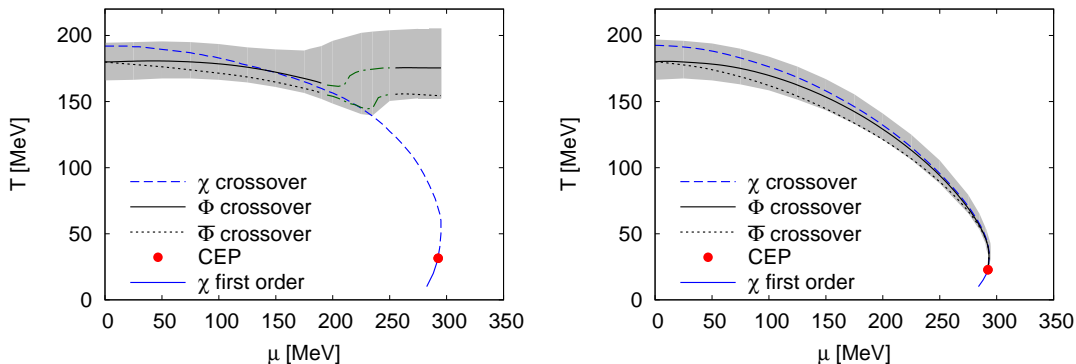 T [MeV]
200
150
100
50
0
χ crossover
Φ crossover
Φ̅ crossover
CEP
χ first order
0 50 100 150 200 250 300 350
μ [MeV]
T [MeV]
200
150
100
50
0
χ crossover
Φ crossover
Φ̅ crossover
CEP
χ first order
0 50 100 150 200 250 300 350
μ [MeV]